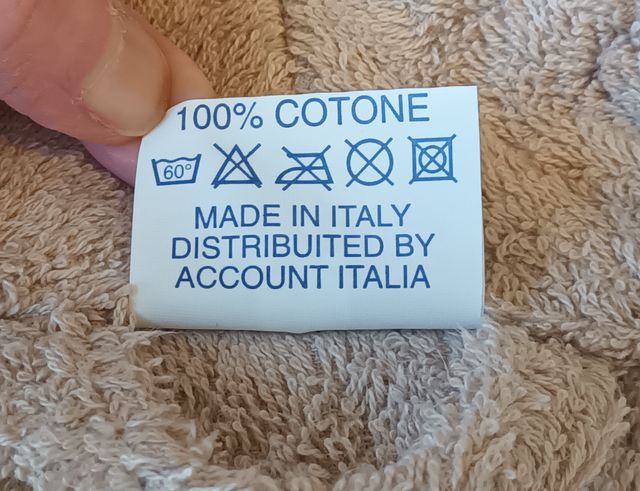 100% COTONE
60°
MADE IN ITALY
DISTRIBUITED BY
ACCOUNT ITALIA